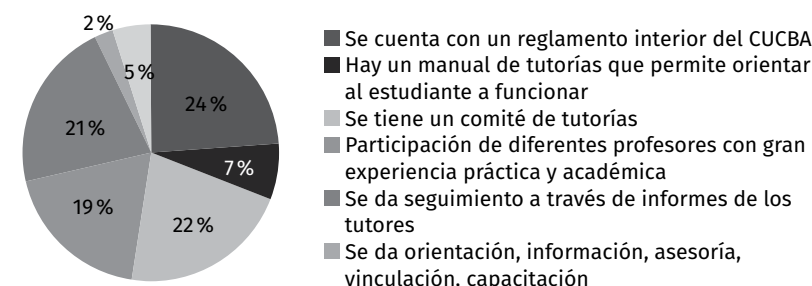 2 %
5 %
24 %
7 %
22 %
19 %
21 %
Se cuenta con un reglamento interior del CUCBA
Hay un manual de tutorías que permite orientar
al estudiante a funcionar
Se tiene un comité de tutorías
Participación de diferentes profesores con gran
experiencia práctica y académica
Se da seguimiento a través de informes de los
tutores
Se da orientación, información, asesoría,
vinculación, capacitación